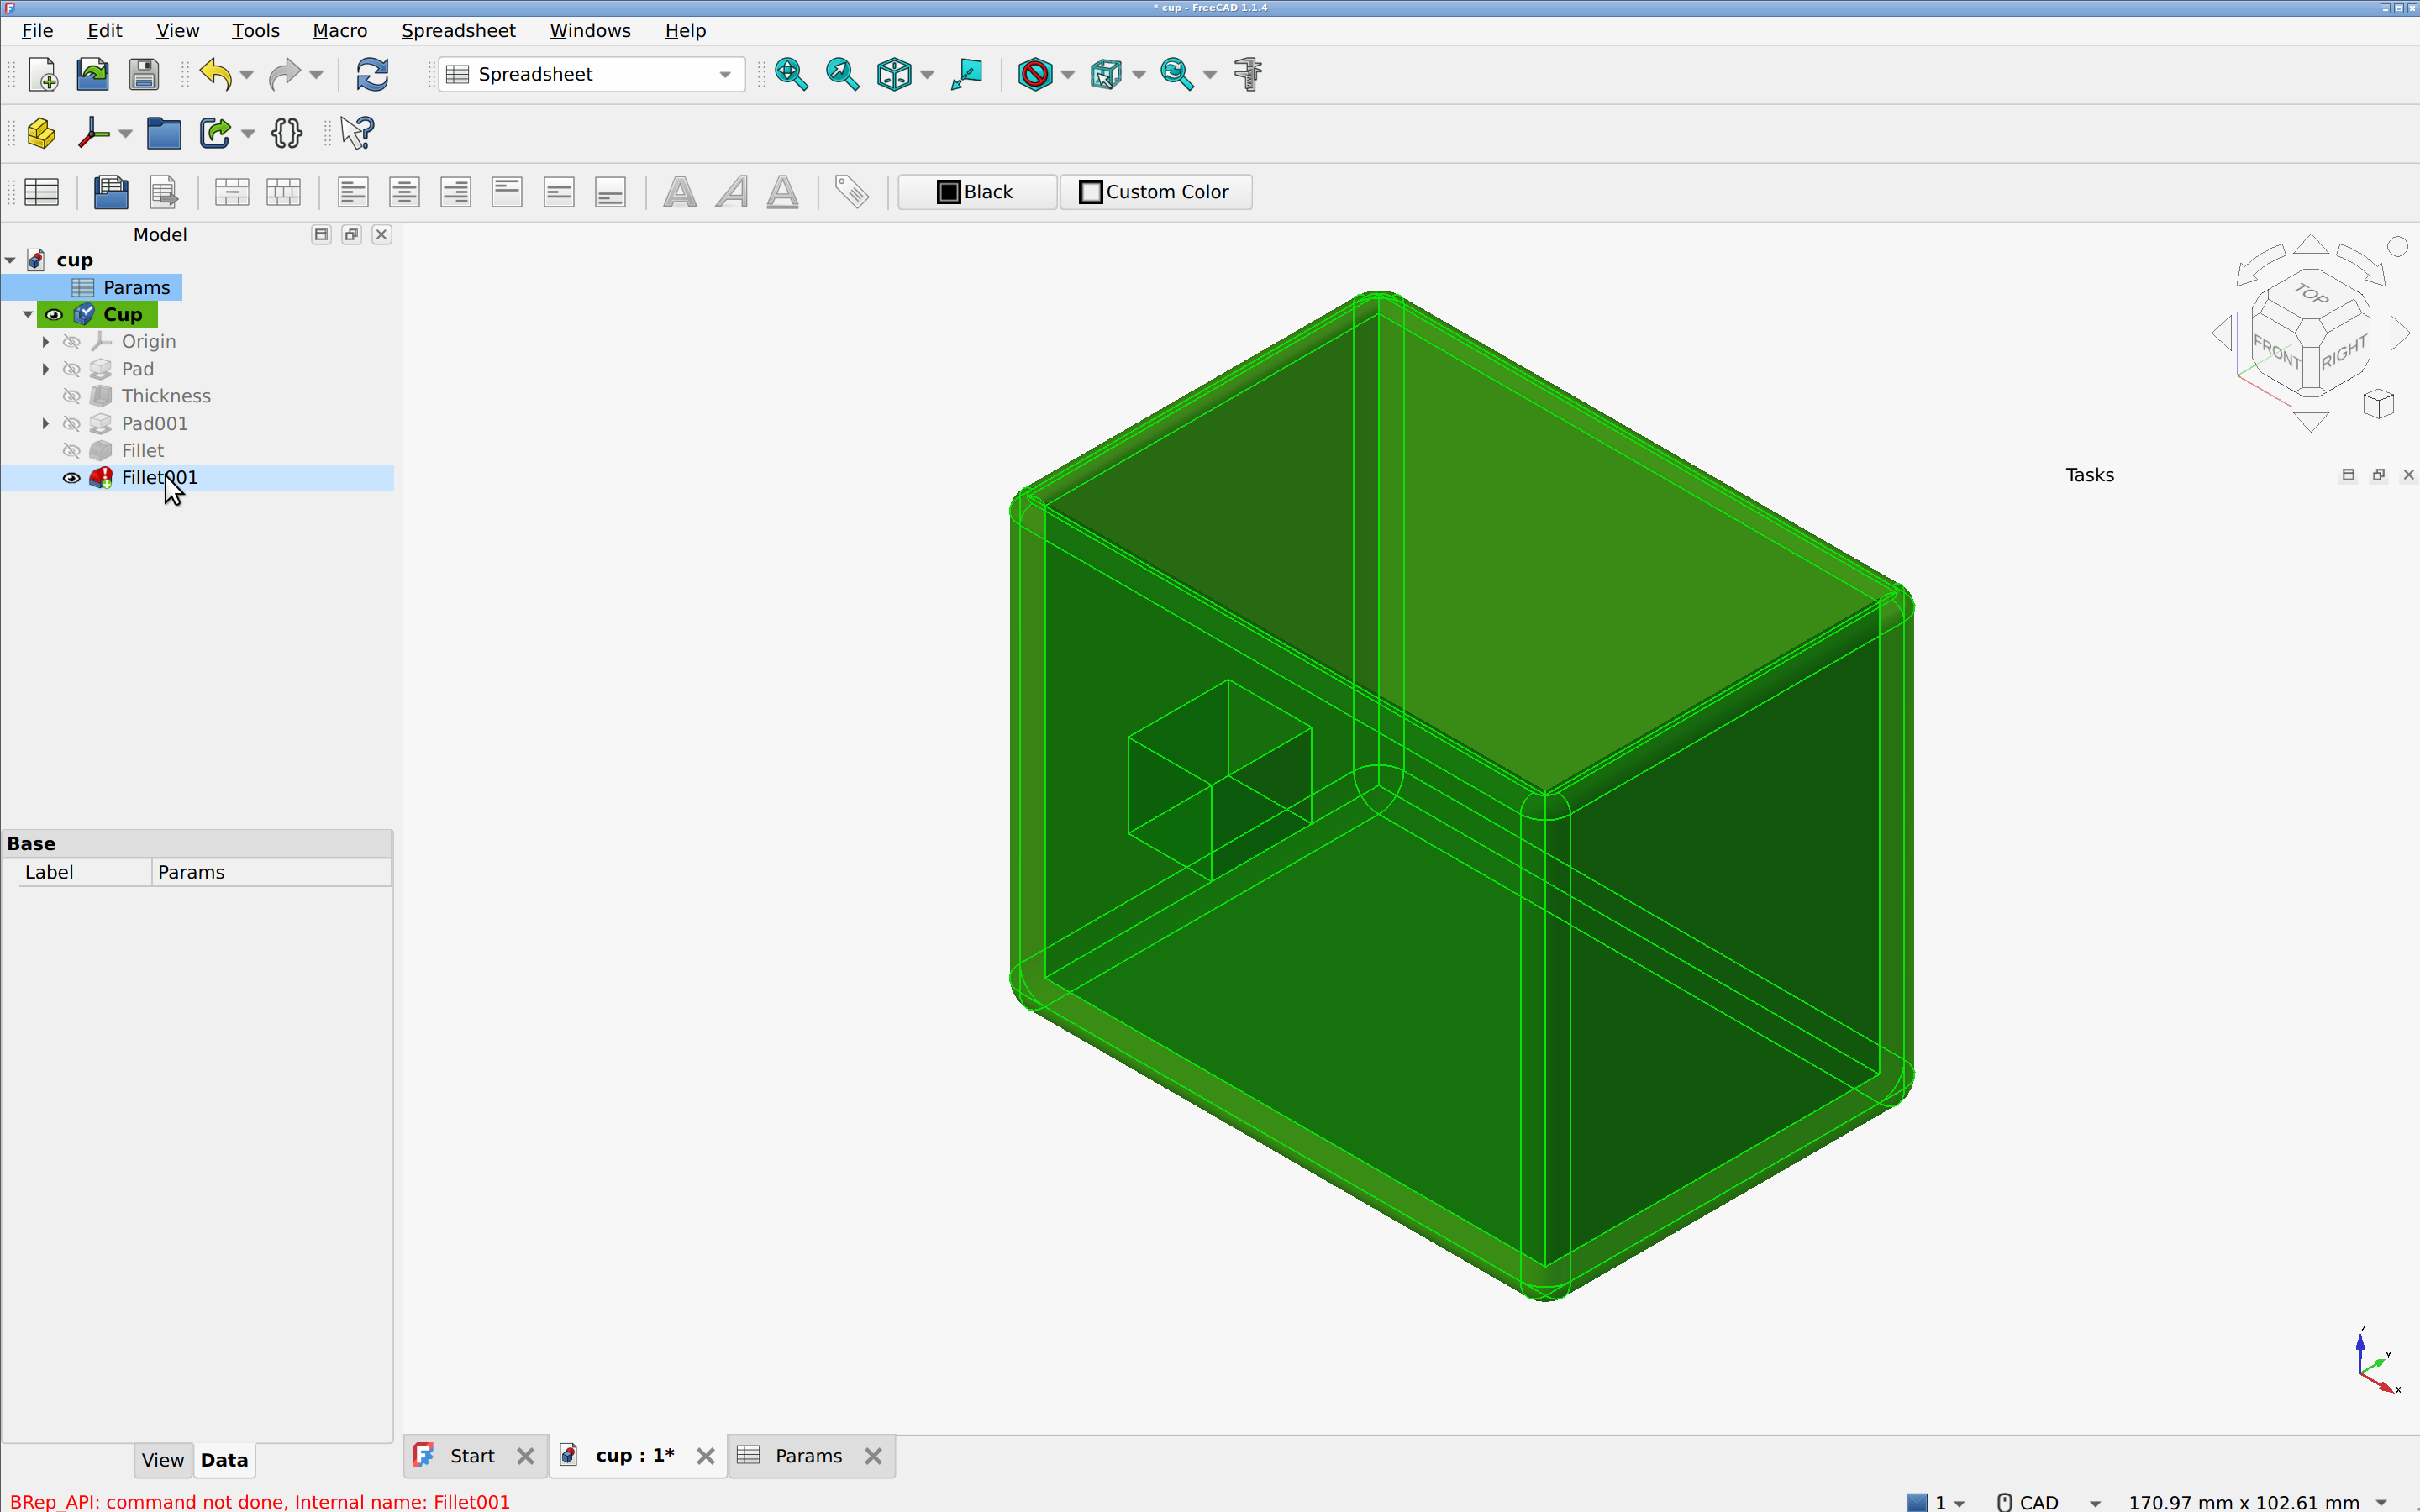 * cup - FreeCAD 1.1.4
File Edit View Tools Macro Spreadsheet Windows Help
Spreadsheet
Black Custom Color
Model
cup
Params
Cup
Origin
Pad
Thickness
Pad001
Fillet
Fillet001
TOP
FRONT RIGHT
Tasks
Base
Label Params
Z
Y
X
View Data
Start cup : 1* Params
BRep_API: command not done, Internal name: Fillet001
1 CAD 170.97 mm x 102.61 mm